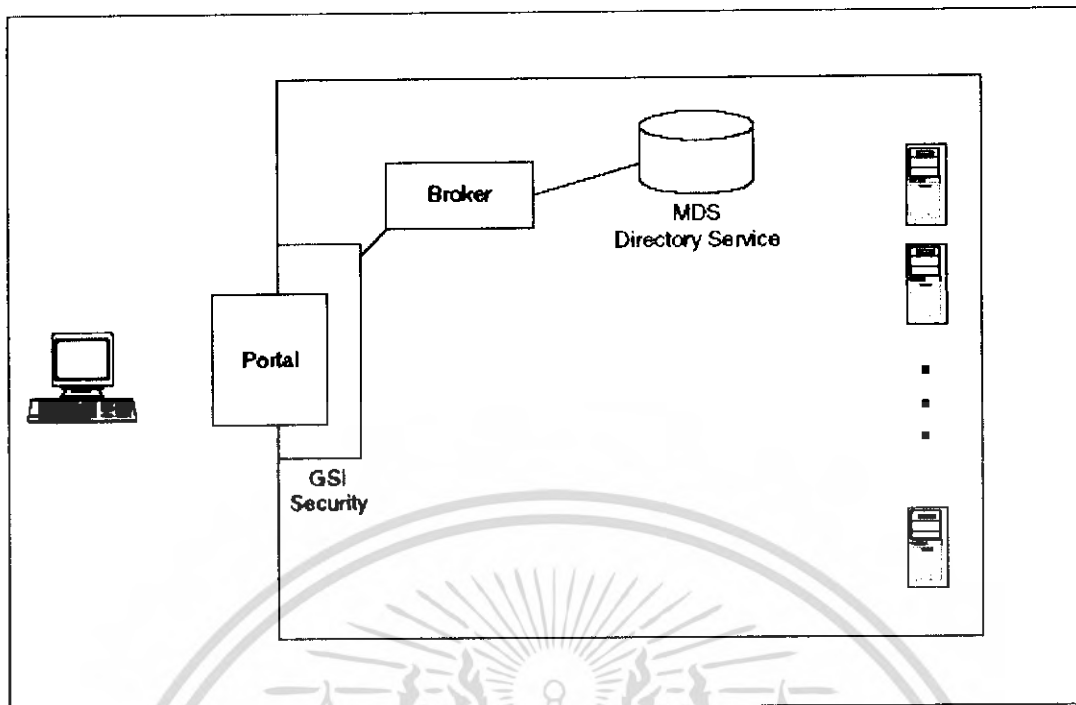 Broker
MDS
Directory Service
Portal
GSI
Security